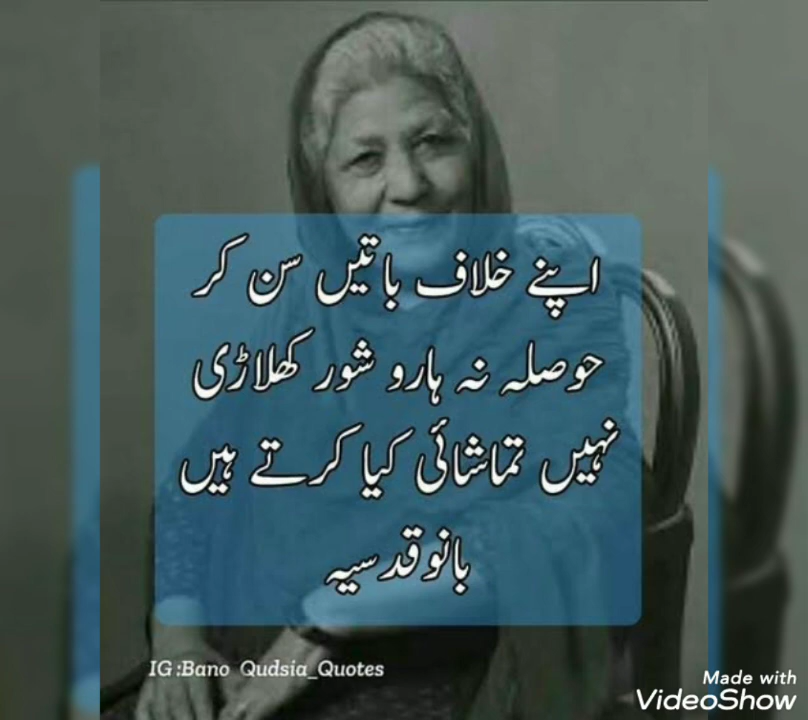 اپنے خلاف باتیں سن کر
حوصلہ نہ ہارو شور کھلاڑی
نہیں تماشائی کیا کرتے ہیں
بانو قدسیہ
IG:Bano Qudsia_Quotes
Made with
VideoShow